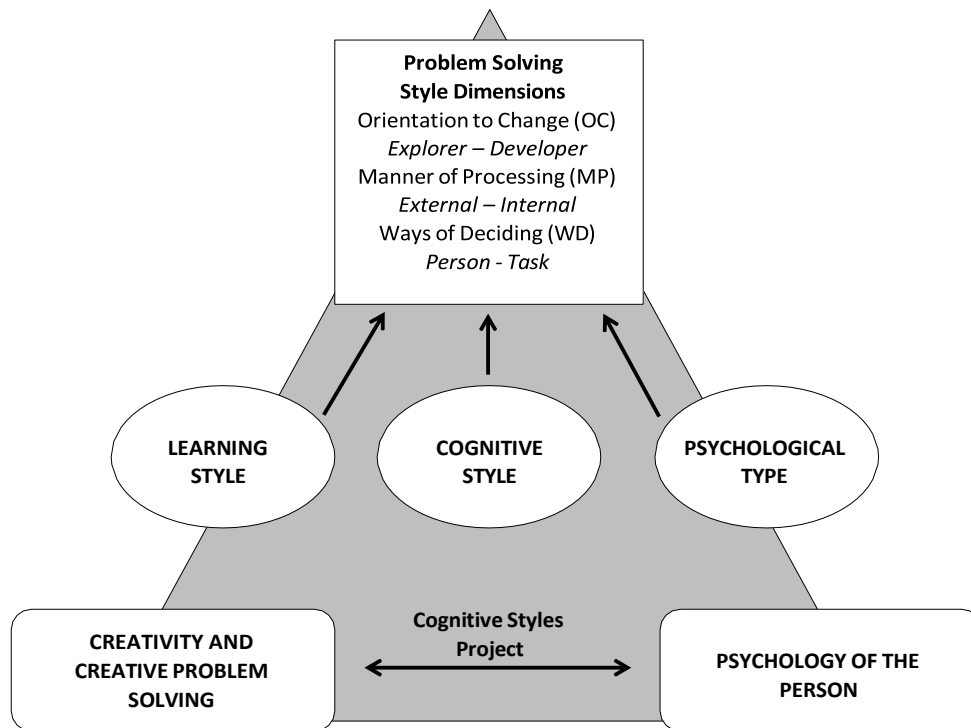 Problem Solving
Style Dimensions
Orientation to Change (OC)
Explorer – Developer
Manner of Processing (MP)
External – Internal
Ways of Deciding (WD)
Person - Task
LEARNING
STYLE
COGNITIVE
STYLE
PSYCHOLOGICAL
TYPE
CREATIVITY AND
CREATIVE PROBLEM
SOLVING
Cognitive Styles
Project
PSYCHOLOGY OF THE
PERSON